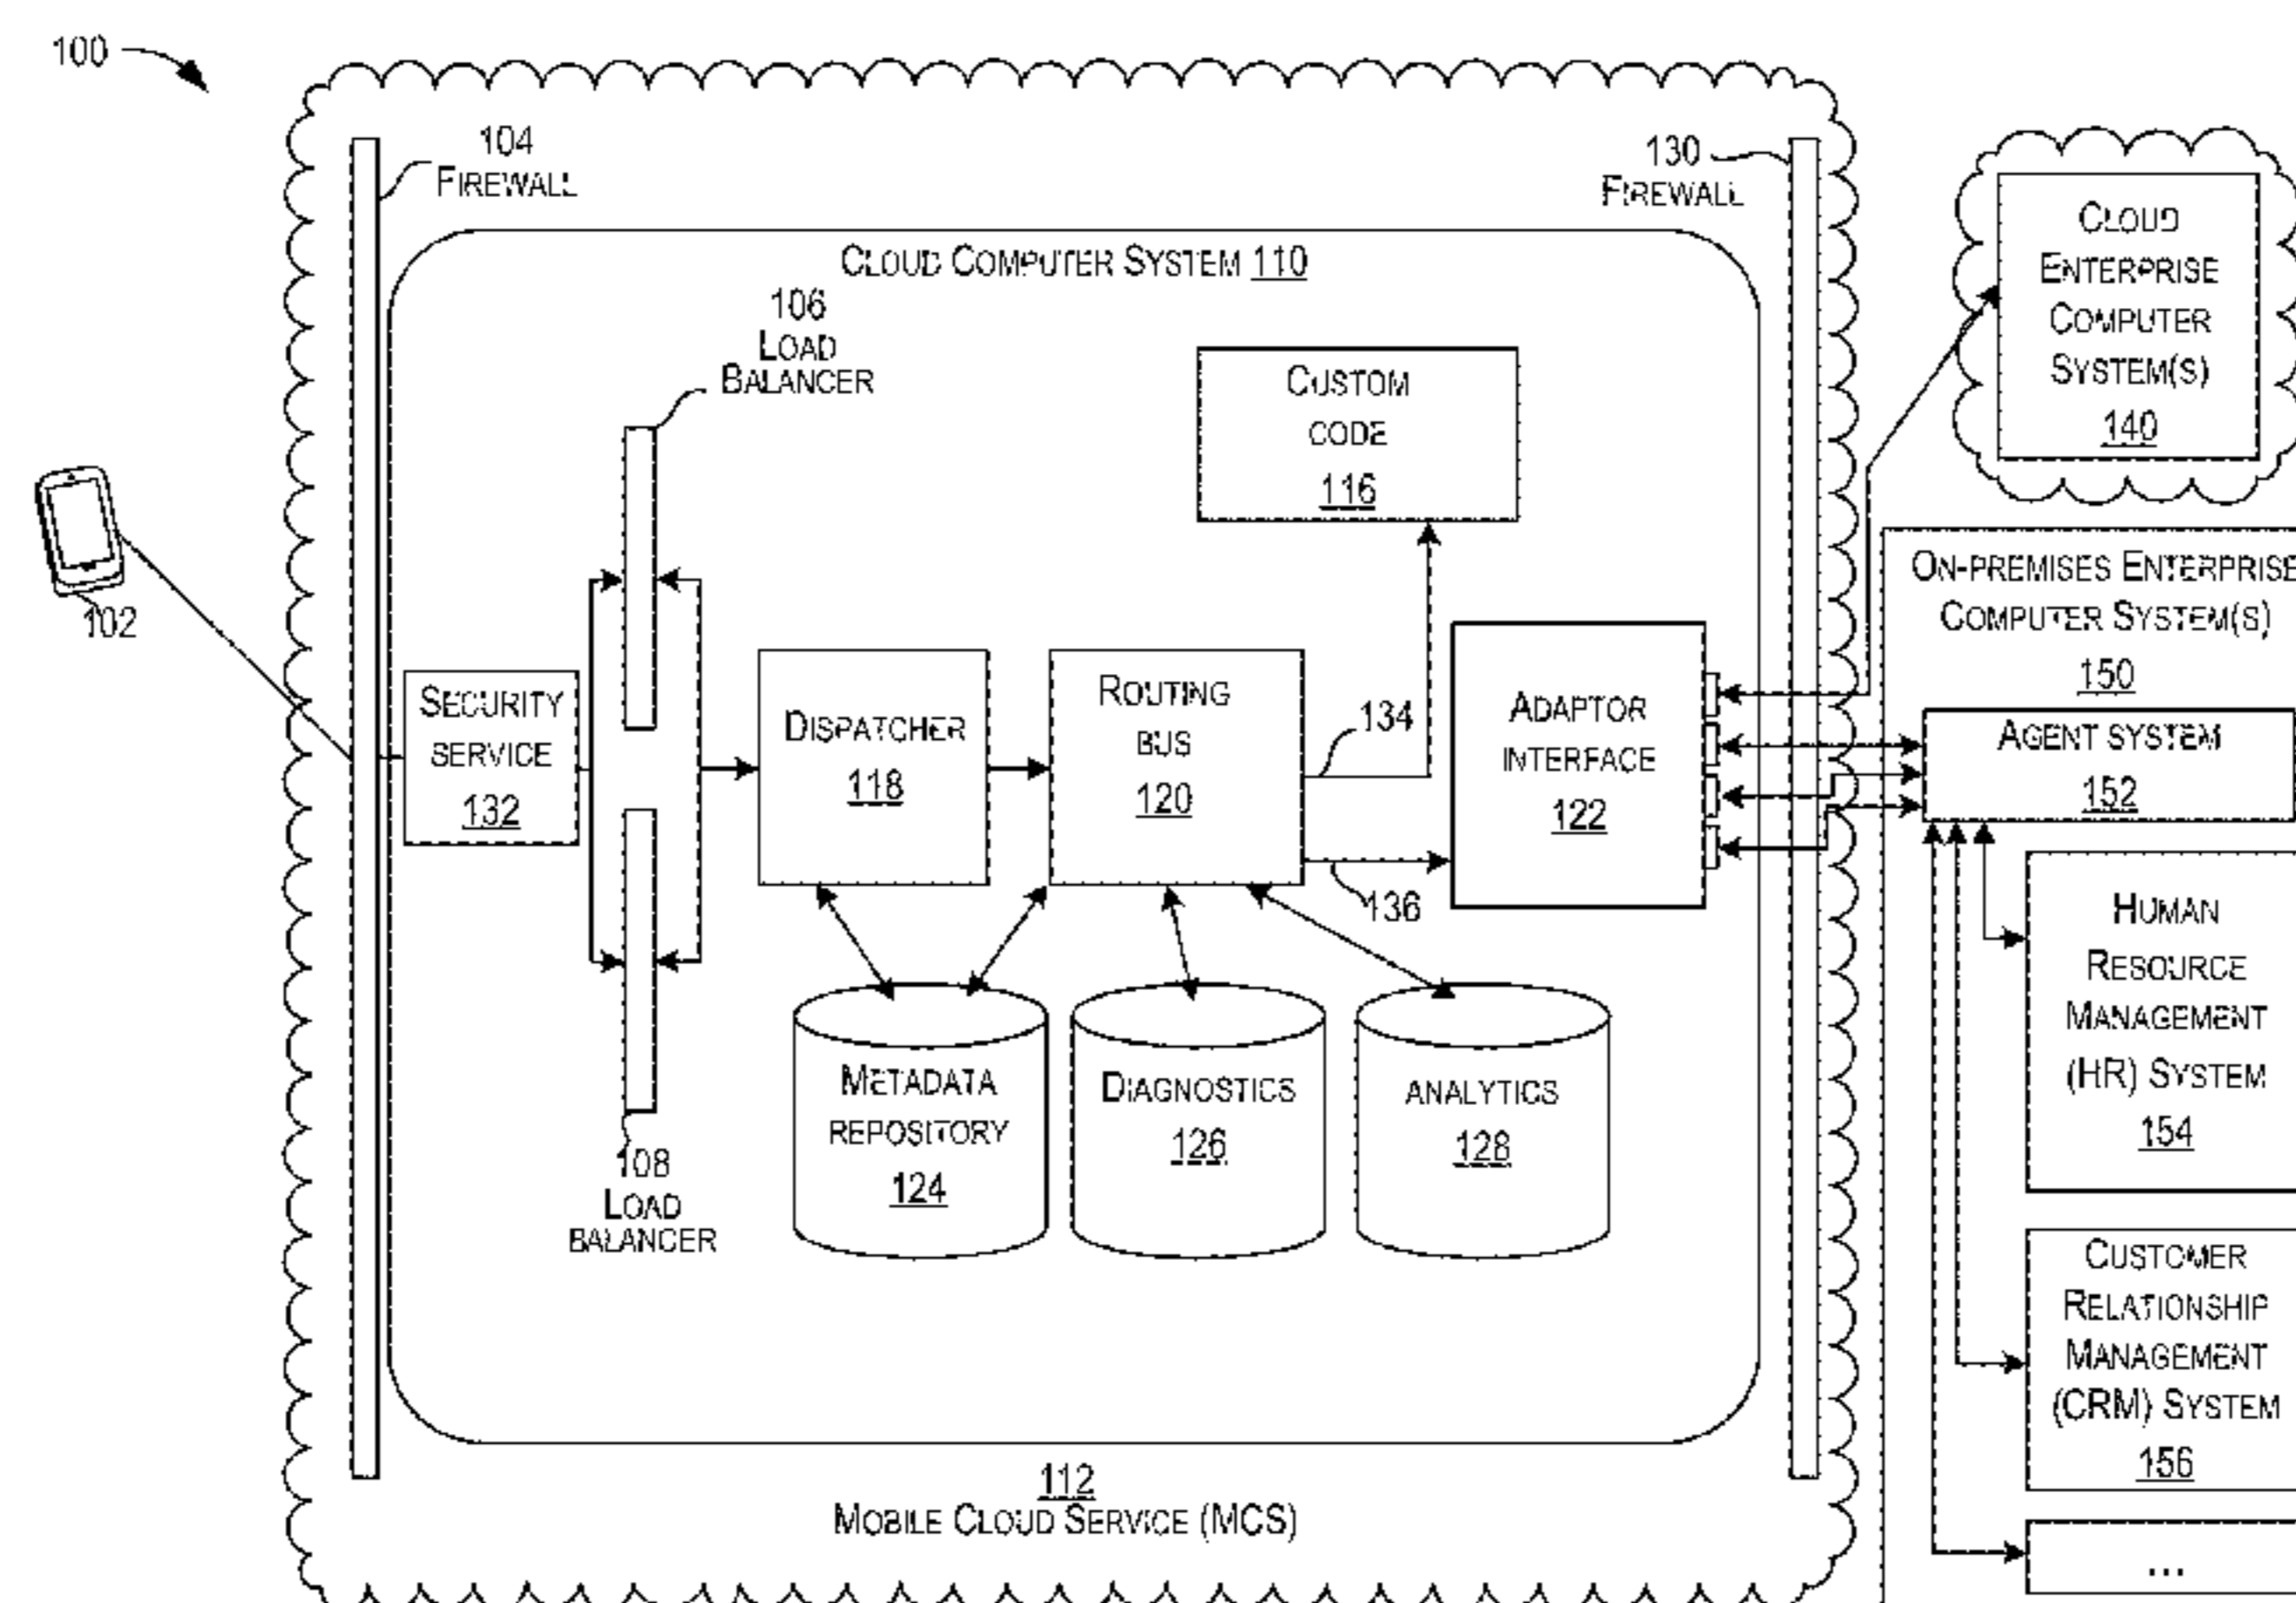 100
104
FIREWALL
130
FIREWALL
CLOUD COMPUTER SYSTEM 110
106
LOAD
BALANCER
CUSTOM
CODE
116
CLOUD
ENTERPRISE
COMPUTER
SYSTEM(S)
140
102
SECURITY
SERVICE
132
DISPATCHER
118
ROUTING
BUS
120
134
136
ADAPTOR
INTERFACE
122
ON-PREMISES ENTERPRISE
COMPUTER SYSTEM(S)
150
AGENT SYSTEM
152
HUMAN
RESOURCE
MANAGEMENT
(HR) SYSTEM
154
METADATA
REPOSITORY
124
DIAGNOSTICS
126
ANALYTICS
128
108
LOAD
BALANCER
CUSTOMER
RELATIONSHIP
MANAGEMENT
(CRM) SYSTEM
156
...
112
MOBILE CLOUD SERVICE (MCS)